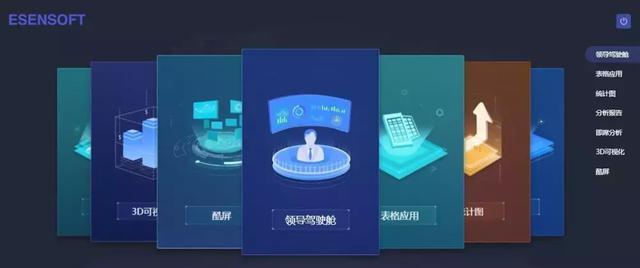 ESENSOFT
领导驾驶舱
表格应用
统计图
分析报告
即席分析
3D可视化
酷屏
3D可视
酷屏
领导驾驶舱
表格应用
统计图